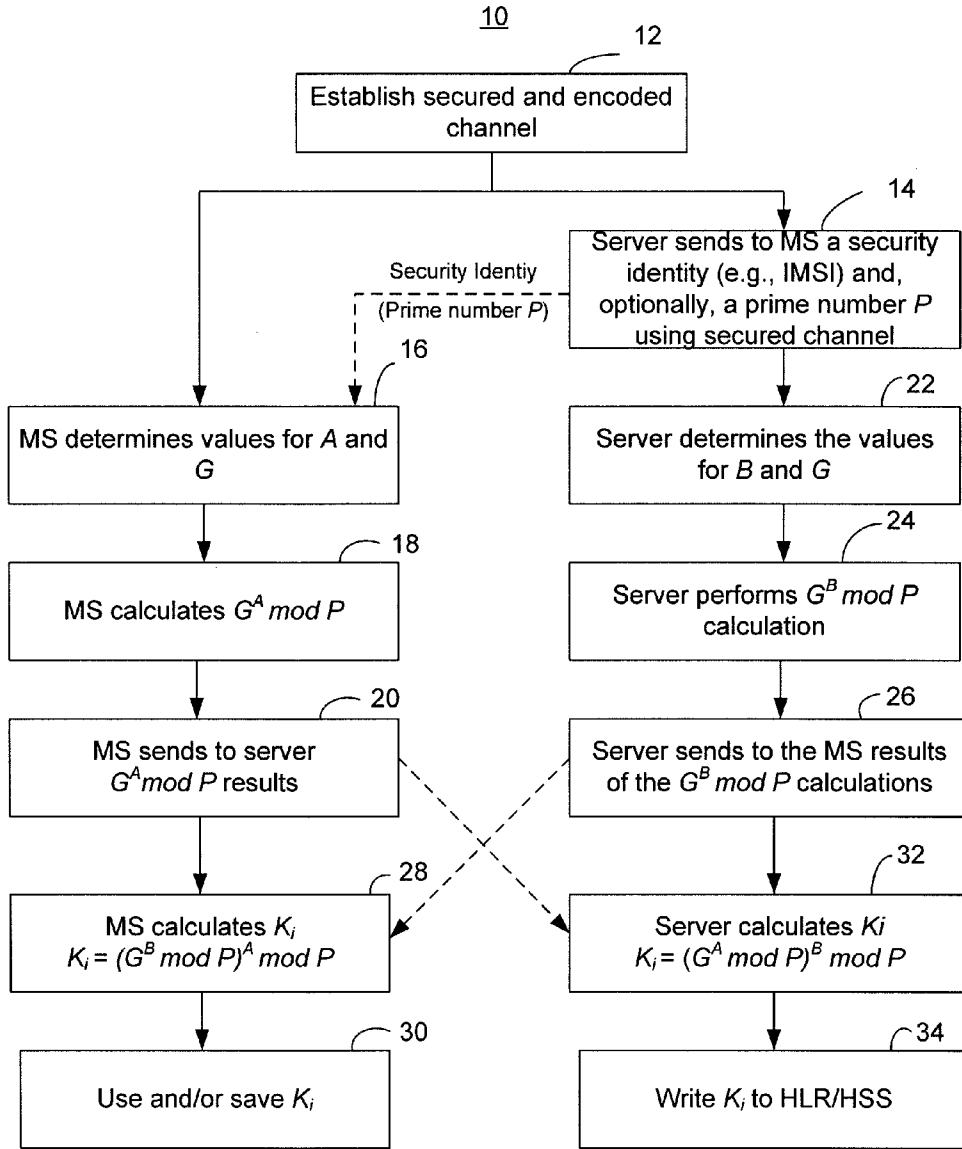 10
12
Establish secured and encoded
channel
14
Server sends to MS a security
identity (e.g., IMSI) and,
optionally, a prime number P
using secured channel
Security Identiy
(Prime number P)
16
MS determines values for A and
G
22
Server determines the values
for B and G
18
MS calculates G^A mod P
24
Server performs G^B mod P
calculation
20
MS sends to server
G^A mod P results
26
Server sends to the MS results
of the G^B mod P calculations
28
MS calculates K_i
K_i = (G^B mod P)^A mod P
32
Server calculates Ki
K_i = (G^A mod P)^B mod P
30
Use and/or save K_i
34
Write K_i to HLR/HSS